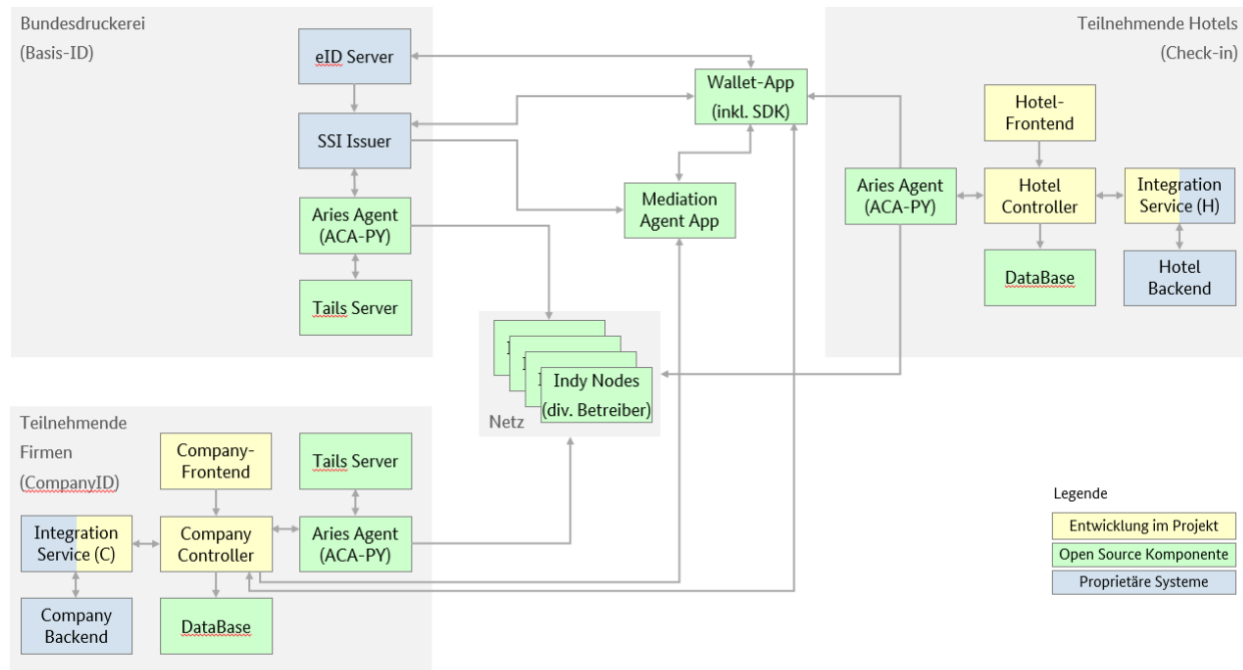 Bundesdruckerei
(Basis-ID)
eID Server
SSI Issuer
Aries Agent
(ACA-PY)
Tails Server
Wallet-App
(inkl. SDK)
Mediation
Agent App
Teilnehmende Hotels
(Check-in)
Hotel-
Frontend
Aries Agent
(ACA-PY)
Hotel
Controller
Integration
Service (H)
DataBase
Hotel
Backend
Indy Nodes
(div. Betreiber)
Netz
Teilnehmende
Firmen
(CompanyID)
Company-
Frontend
Tails Server
Integration
Service (C)
Company
Controller
Aries Agent
(ACA-PY)
Company
Backend
DataBase
Legende
Entwicklung im Projekt
Open Source Komponente
Proprietäre Systeme